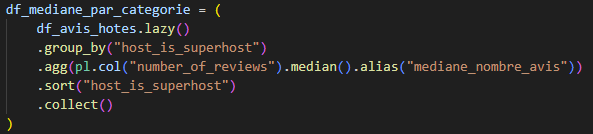 df_mediane_par_categorie = (
    df_avis_hotes.lazy()
    .group_by("host_is_superhost")
    .agg(pl.col("number_of_reviews").median().alias("mediane_nombre_avis"))
    .sort("host_is_superhost")
    .collect()
)